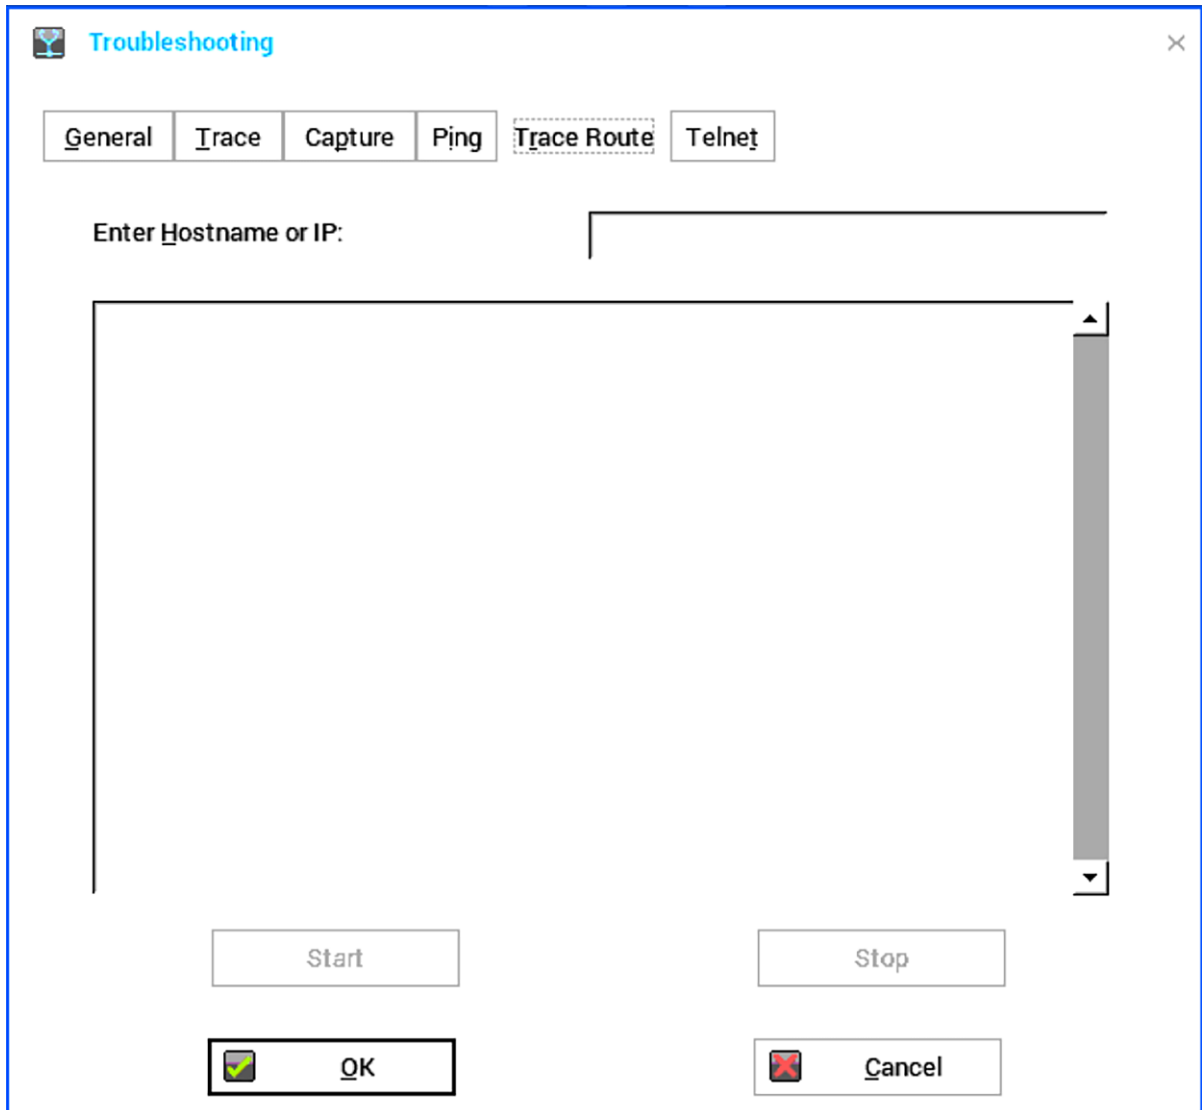 Troubleshooting
General Trace Capture Ping Trace Route Telnet
Enter Hostname or IP:
Start Stop
OK Cancel